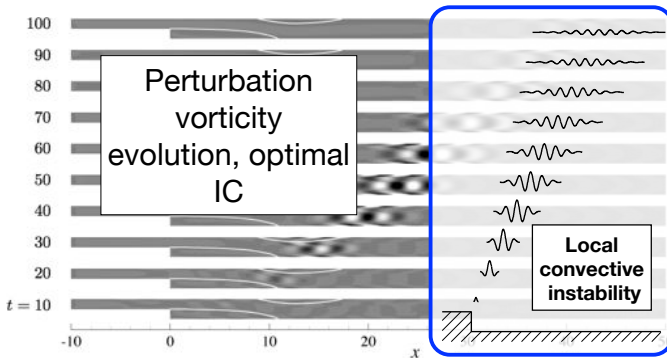 100
90
80
70
60
50
40
30
20
t = 10
Perturbation
vorticity
evolution, optimal
IC
Local
convective
instability
-10 0 10 20
x